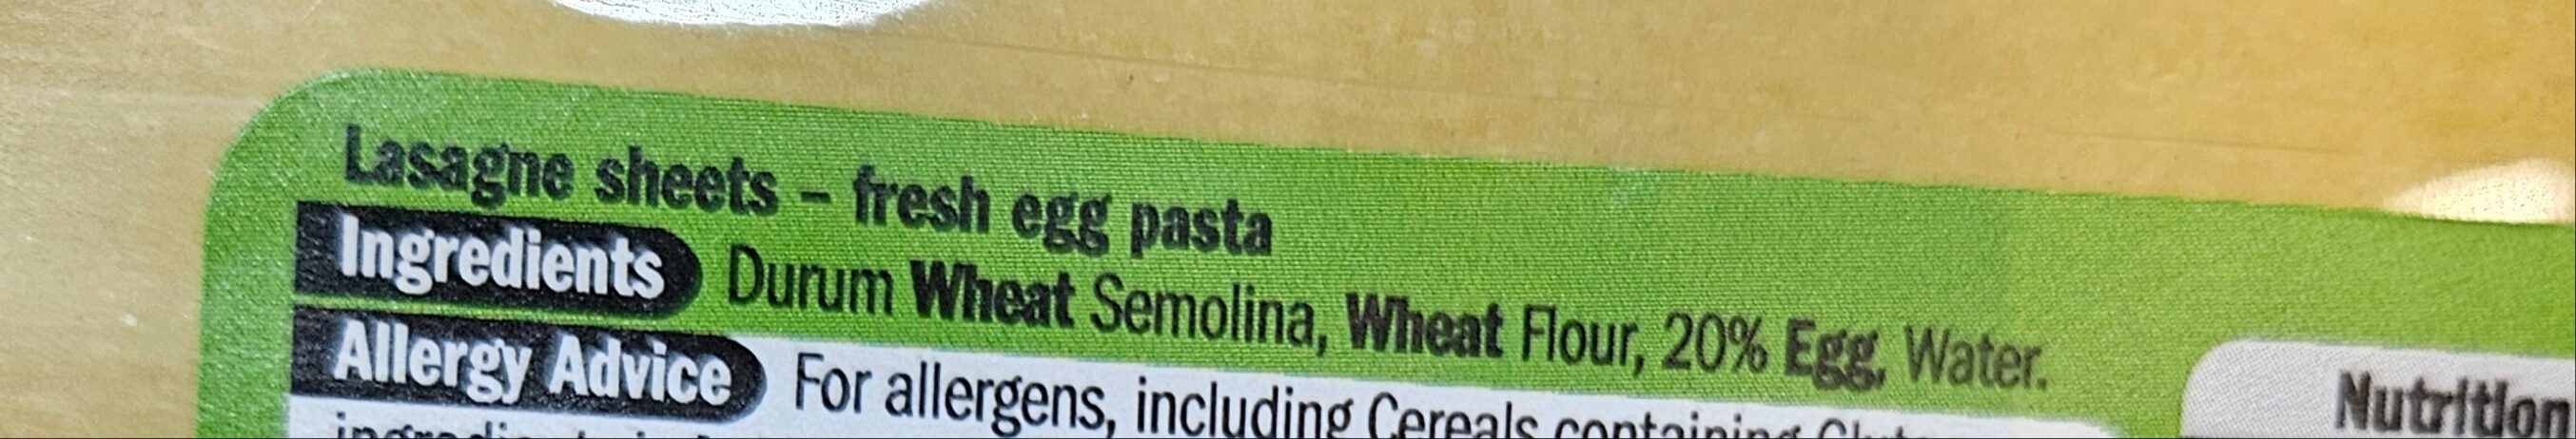 Lasagne sheets – fresh egg pasta
Ingredients Durum Wheat Semolina, Wheat Flour, 20% Egg, Water.
Allergy Advice For allergens, including Cereals containing
Nutrition